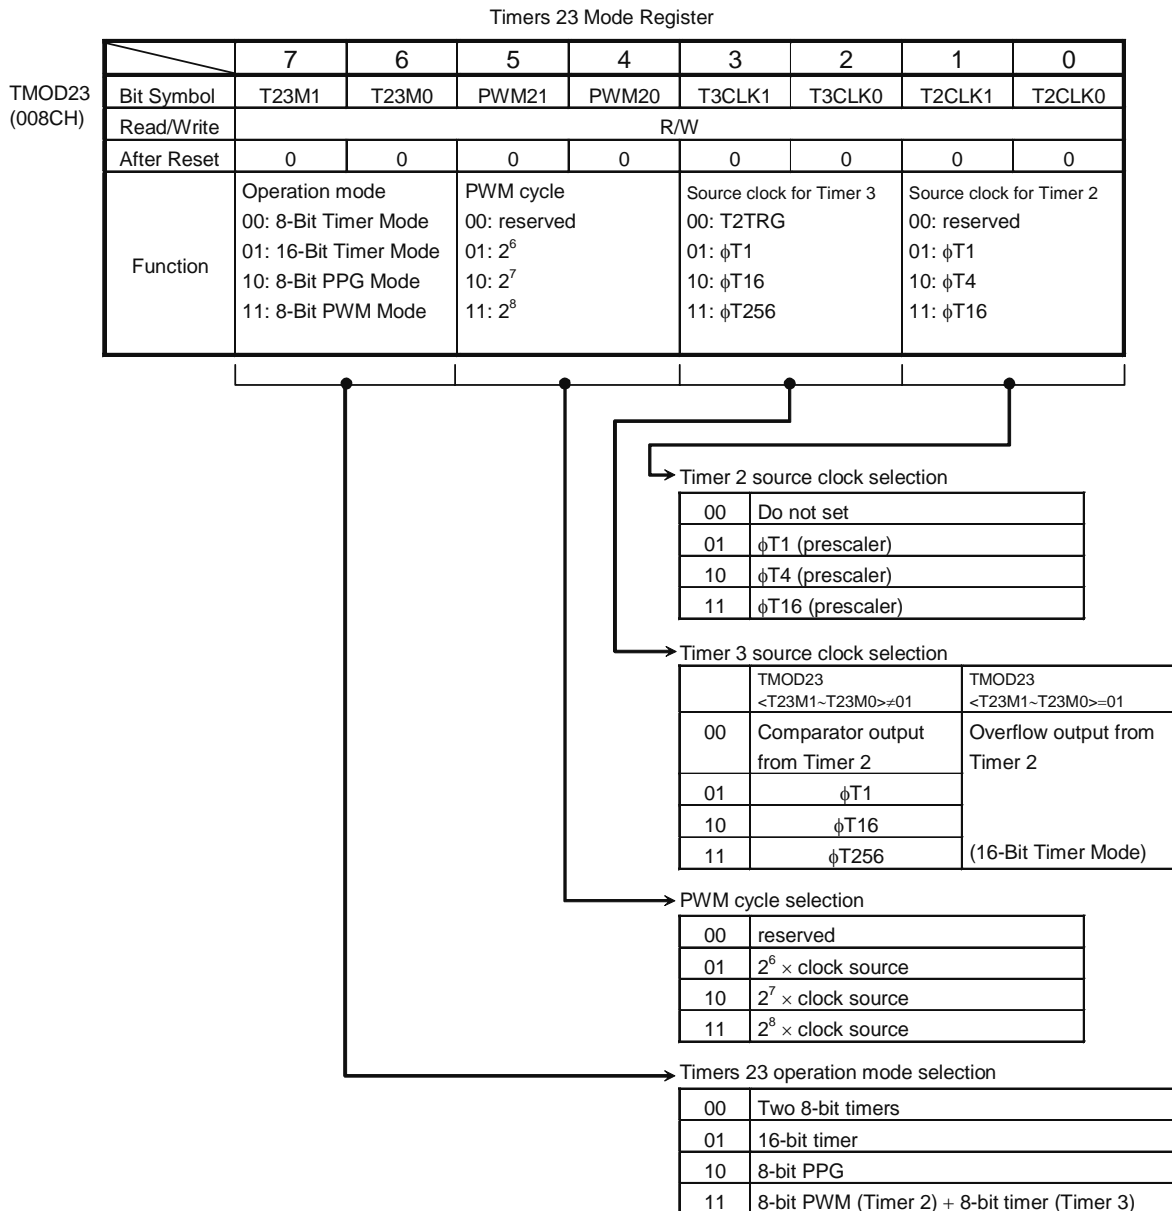 Timers 23 Mode Register
7 6 5 4 3 2 1 0
TMOD23
(008CH)
Bit Symbol T23M1 T23M0 PWM21 PWM20 T3CLK1 T3CLK0 T2CLK1 T2CLK0
Read/Write R/W
After Reset 0 0 0 0 0 0 0 0
Function
Operation mode
00: 8-Bit Timer Mode
01: 16-Bit Timer Mode
10: 8-Bit PPG Mode
11: 8-Bit PWM Mode
PWM cycle
00: reserved
01: 2⁶
10: 2⁷
11: 2⁸
Source clock for Timer 3
00: T2TRG
01: ϕT1
10: ϕT16
11: ϕT256
Source clock for Timer 2
00: reserved
01: ϕT1
10: ϕT4
11: ϕT16
Timer 2 source clock selection
00 Do not set
01 ϕT1 (prescaler)
10 ϕT4 (prescaler)
11 ϕT16 (prescaler)
Timer 3 source clock selection
TMOD23
<T23M1~T23M0>≠01
TMOD23
<T23M1~T23M0>=01
00 Comparator output
from Timer 2
Overflow output from
Timer 2
01 ϕT1
10 ϕT16
11 ϕT256
(16-Bit Timer Mode)
PWM cycle selection
00 reserved
01 2⁶ × clock source
10 2⁷ × clock source
11 2⁸ × clock source
Timers 23 operation mode selection
00 Two 8-bit timers
01 16-bit timer
10 8-bit PPG
11 8-bit PWM (Timer 2) + 8-bit timer (Timer 3)